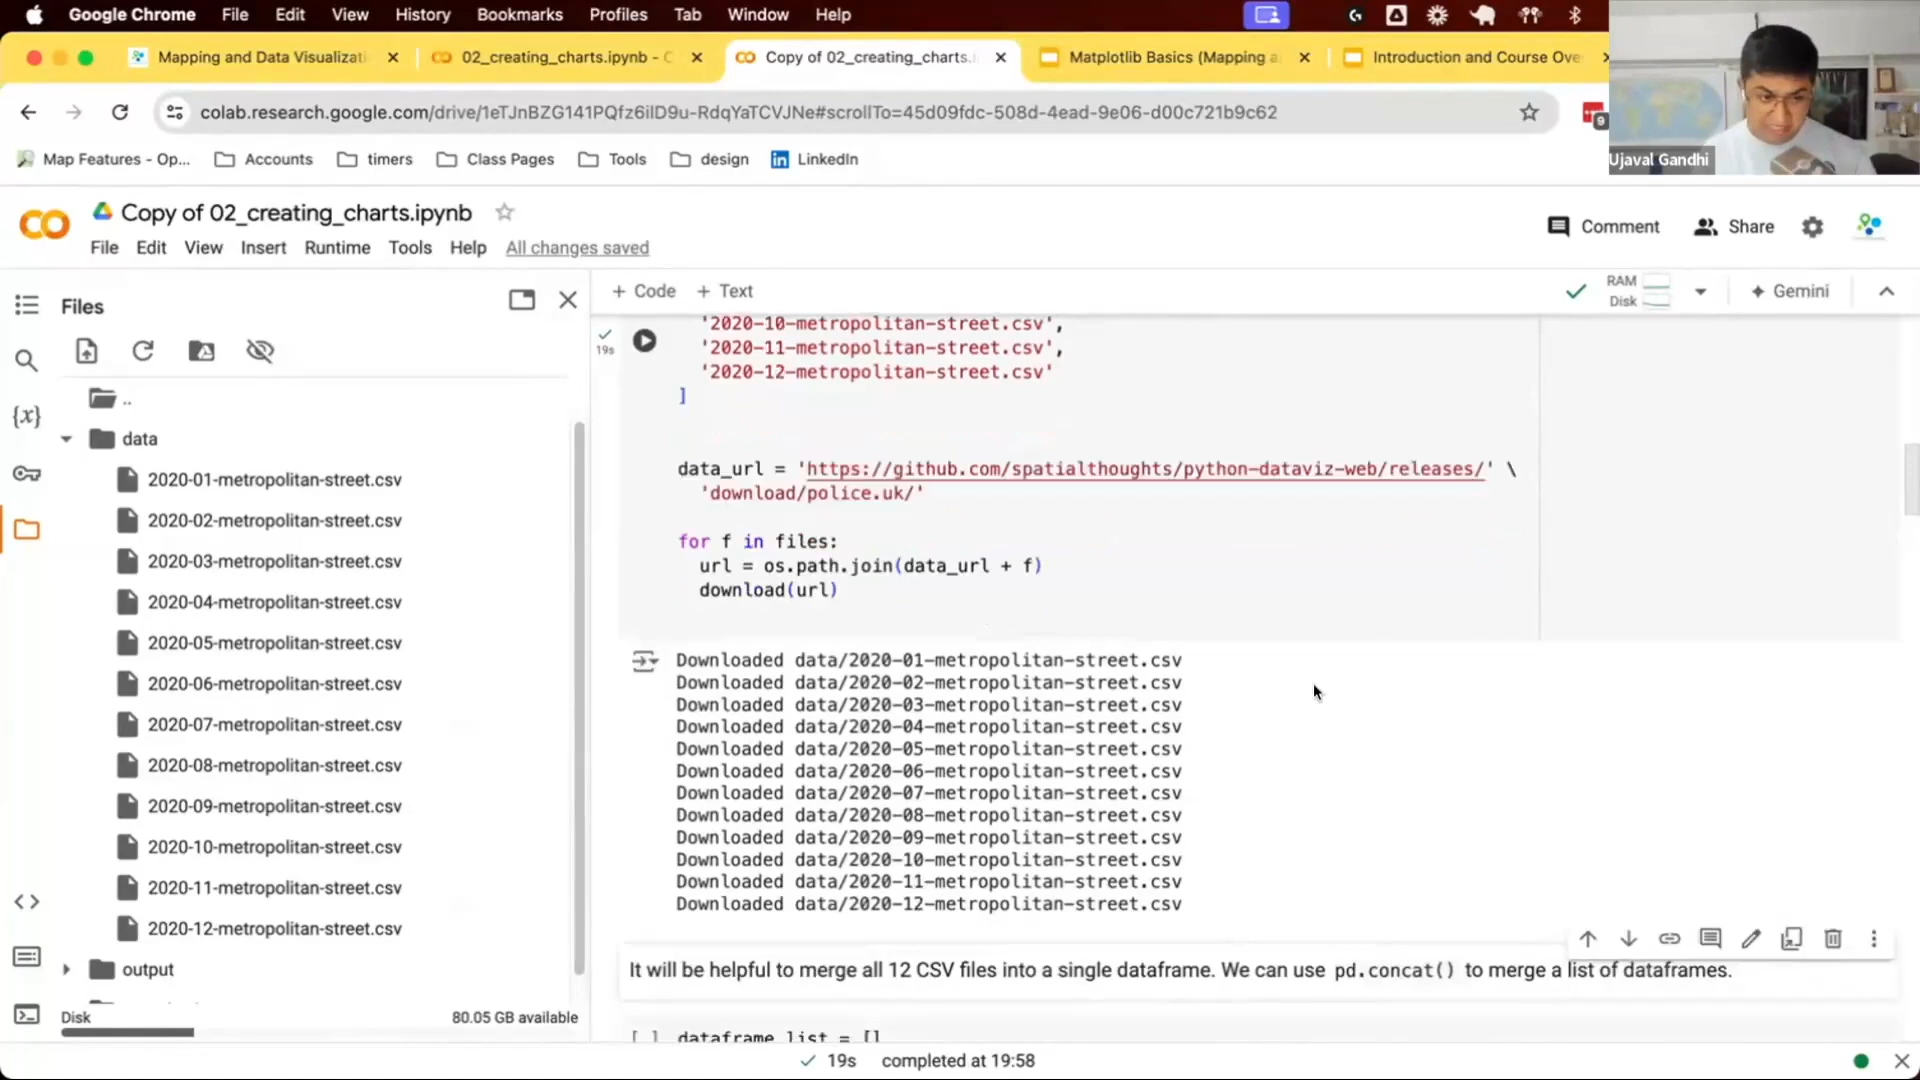 Google Chrome File Edit View History Bookmarks Profiles Tab Window Help
Mapping and Data Visualizati
02_creating_charts.ipynb - C
Copy of 02_creating_charts.i
Matplotlib Basics (Mapping a
Introduction and Course Ove
colab.research.google.com/drive/1eTJnBZG141PQfz6ilD9u-RdqYaTCVJNe#scrollTo=45d09fdc-508d-4ead-9e06-d00c721b9c62
9
Ujaval Gandhi
Map Features - Op... Accounts timers Class Pages Tools design LinkedIn
Copy of 02_creating_charts.ipynb
Comment Share
File Edit View Insert Runtime Tools Help All changes saved
Files
+ Code + Text
RAM
Disk
Gemini
..
data
2020-01-metropolitan-street.csv
2020-02-metropolitan-street.csv
2020-03-metropolitan-street.csv
2020-04-metropolitan-street.csv
2020-05-metropolitan-street.csv
2020-06-metropolitan-street.csv
2020-07-metropolitan-street.csv
2020-08-metropolitan-street.csv
2020-09-metropolitan-street.csv
2020-10-metropolitan-street.csv
2020-11-metropolitan-street.csv
2020-12-metropolitan-street.csv
output
Disk 80.05 GB available
19s
'2020-10-metropolitan-street.csv',
'2020-11-metropolitan-street.csv',
'2020-12-metropolitan-street.csv'
]
data_url = 'https://github.com/spatialthoughts/python-dataviz-web/releases/' \
'download/police.uk/'
for f in files:
url = os.path.join(data_url + f)
download(url)
Downloaded data/2020-01-metropolitan-street.csv
Downloaded data/2020-02-metropolitan-street.csv
Downloaded data/2020-03-metropolitan-street.csv
Downloaded data/2020-04-metropolitan-street.csv
Downloaded data/2020-05-metropolitan-street.csv
Downloaded data/2020-06-metropolitan-street.csv
Downloaded data/2020-07-metropolitan-street.csv
Downloaded data/2020-08-metropolitan-street.csv
Downloaded data/2020-09-metropolitan-street.csv
Downloaded data/2020-10-metropolitan-street.csv
Downloaded data/2020-11-metropolitan-street.csv
Downloaded data/2020-12-metropolitan-street.csv
It will be helpful to merge all 12 CSV files into a single dataframe. We can use pd.concat() to merge a list of dataframes.
[ ] dataframe_list = []
19s completed at 19:58